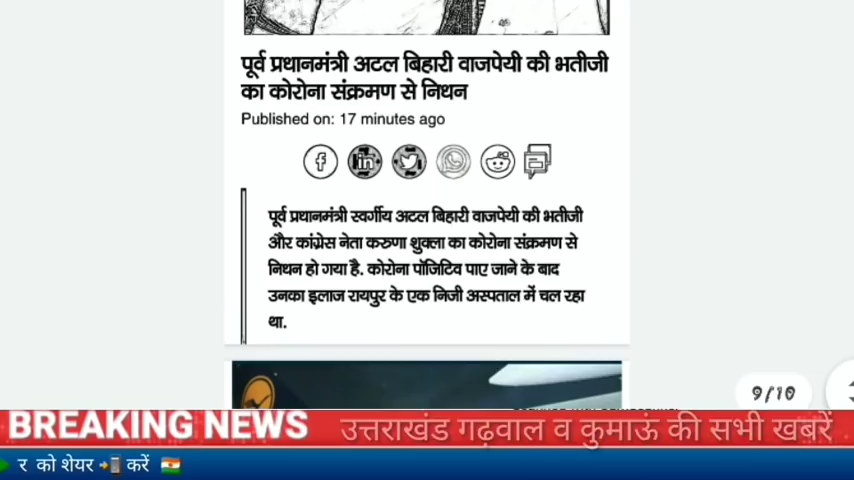 पूर्व प्रधानमंत्री अटल बिहारी वाजपेयी की भतीजी
का कोरोना संक्रमण से निधन
Published on: 17 minutes ago
पूर्व प्रधानमंत्री स्वर्गीय अटल बिहारी वाजपेयी की भतीजी
और कांग्रेस नेता करुणा शुक्ला का कोरोना संक्रमण से
निधन हो गया है. कोरोना पॉजिटिव पाए जाने के बाद
उनका इलाज रायपुर के एक निजी अस्पताल में चल रहा
था.
9/10
BREAKING NEWS उत्तराखंड गढ़वाल व कुमाऊं की सभी खबरें
र को शेयर करें